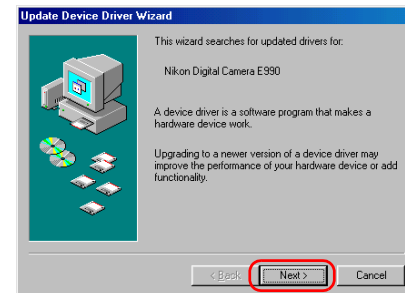 Update Device Driver Wizard
This wizard searches for updated drivers for:
Nikon Digital Camera E990
A device driver is a software program that makes a
hardware device work.
Upgrading to a newer version of a device driver may
improve the performance of your hardware device or add
functionality.
< Back Next > Cancel